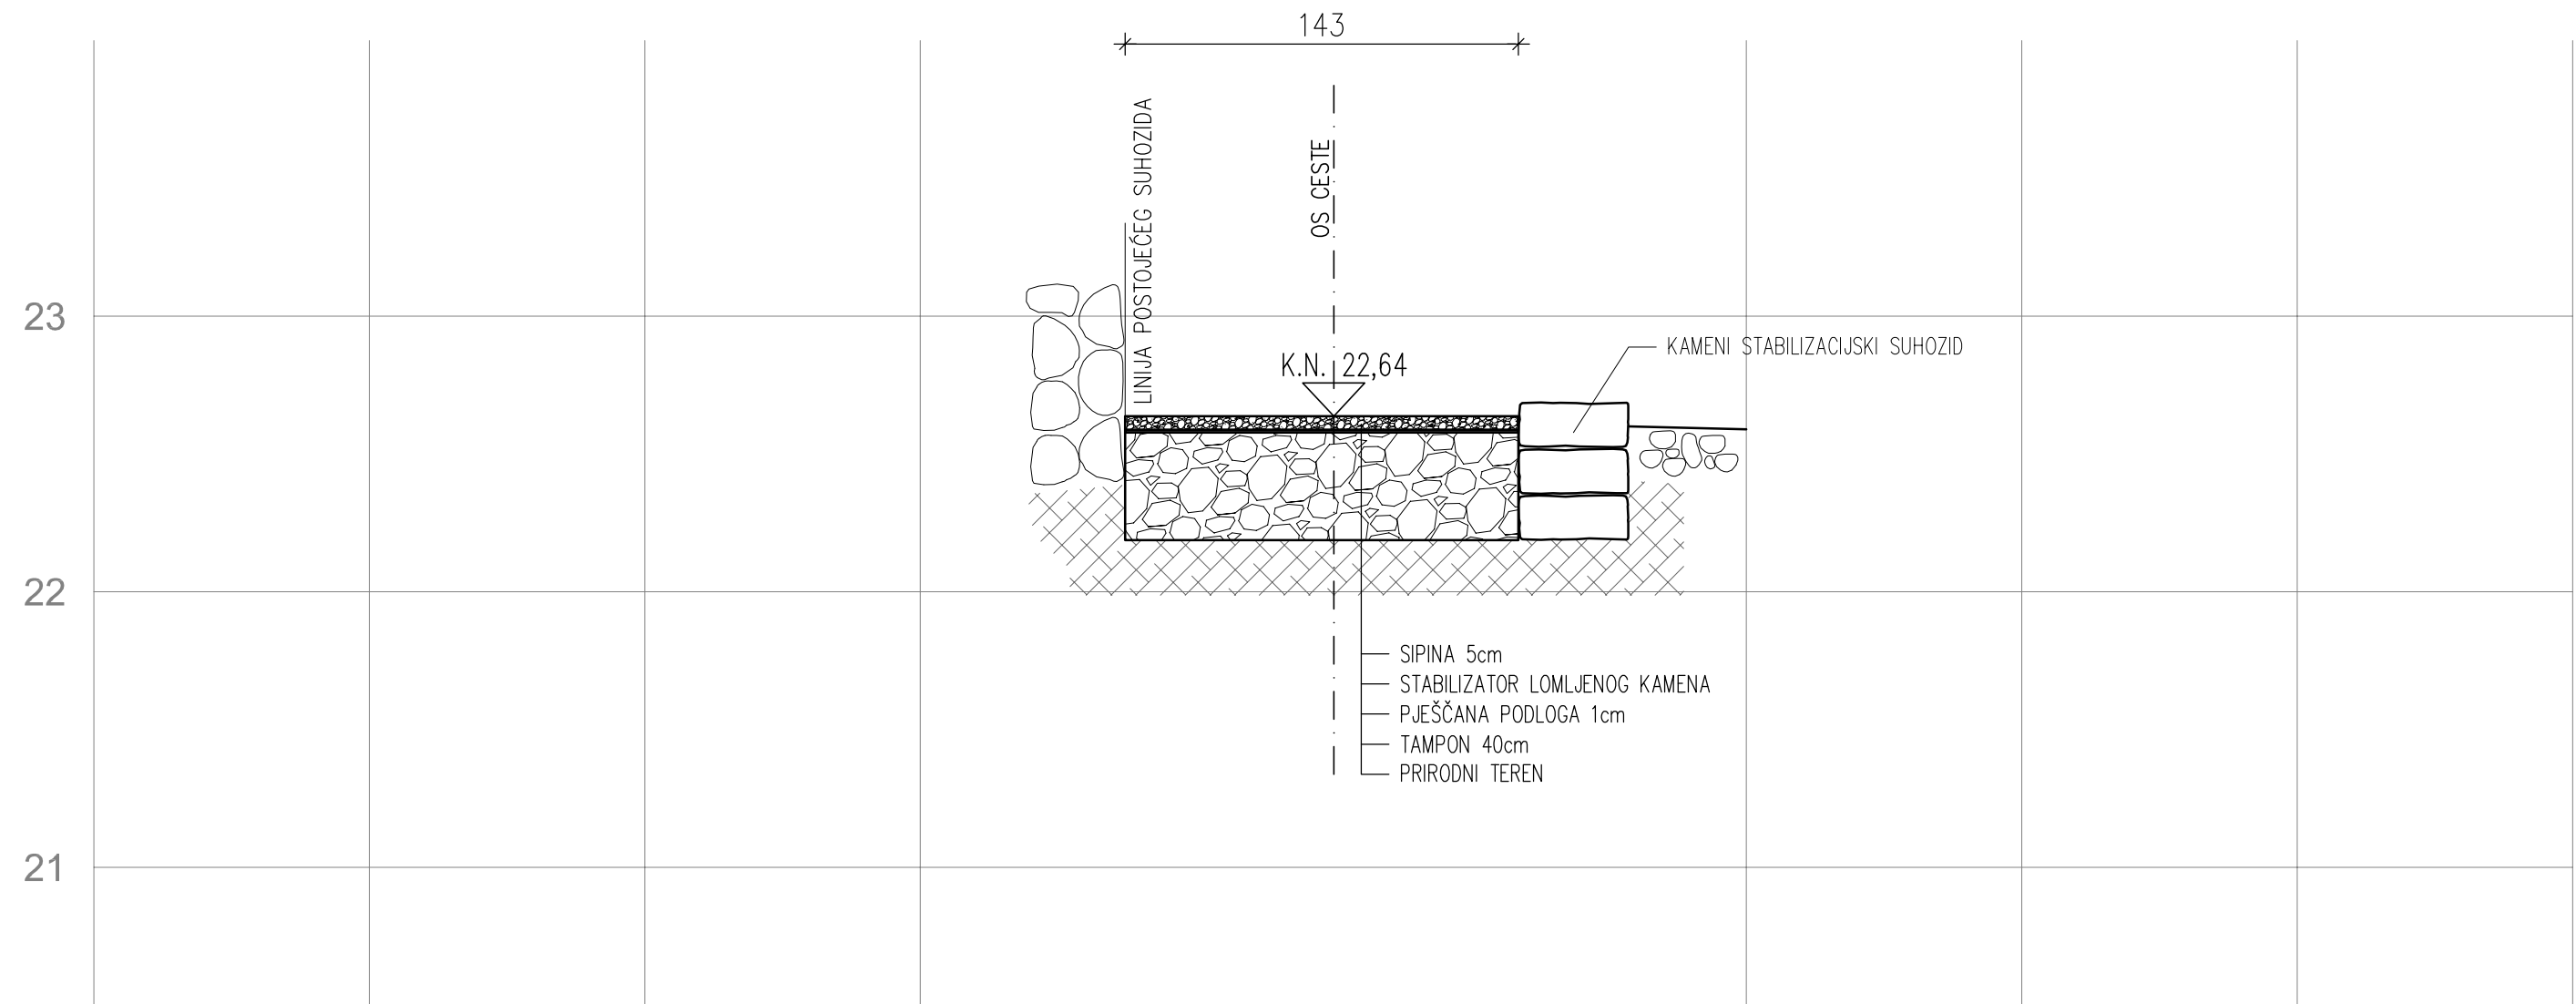 143
LINIJA POSTOJEĆEG SUHOZIDA
OS CESTE
23
KAMENI STABILIZACIJSKI SUHOZID
K.N. 22,64
22
SIPINA 5cm
STABILIZATOR LOMLJENOG KAMENA
PJEŠČANA PODLOGA 1cm
TAMPON 40cm
PRIRODNI TEREN
21